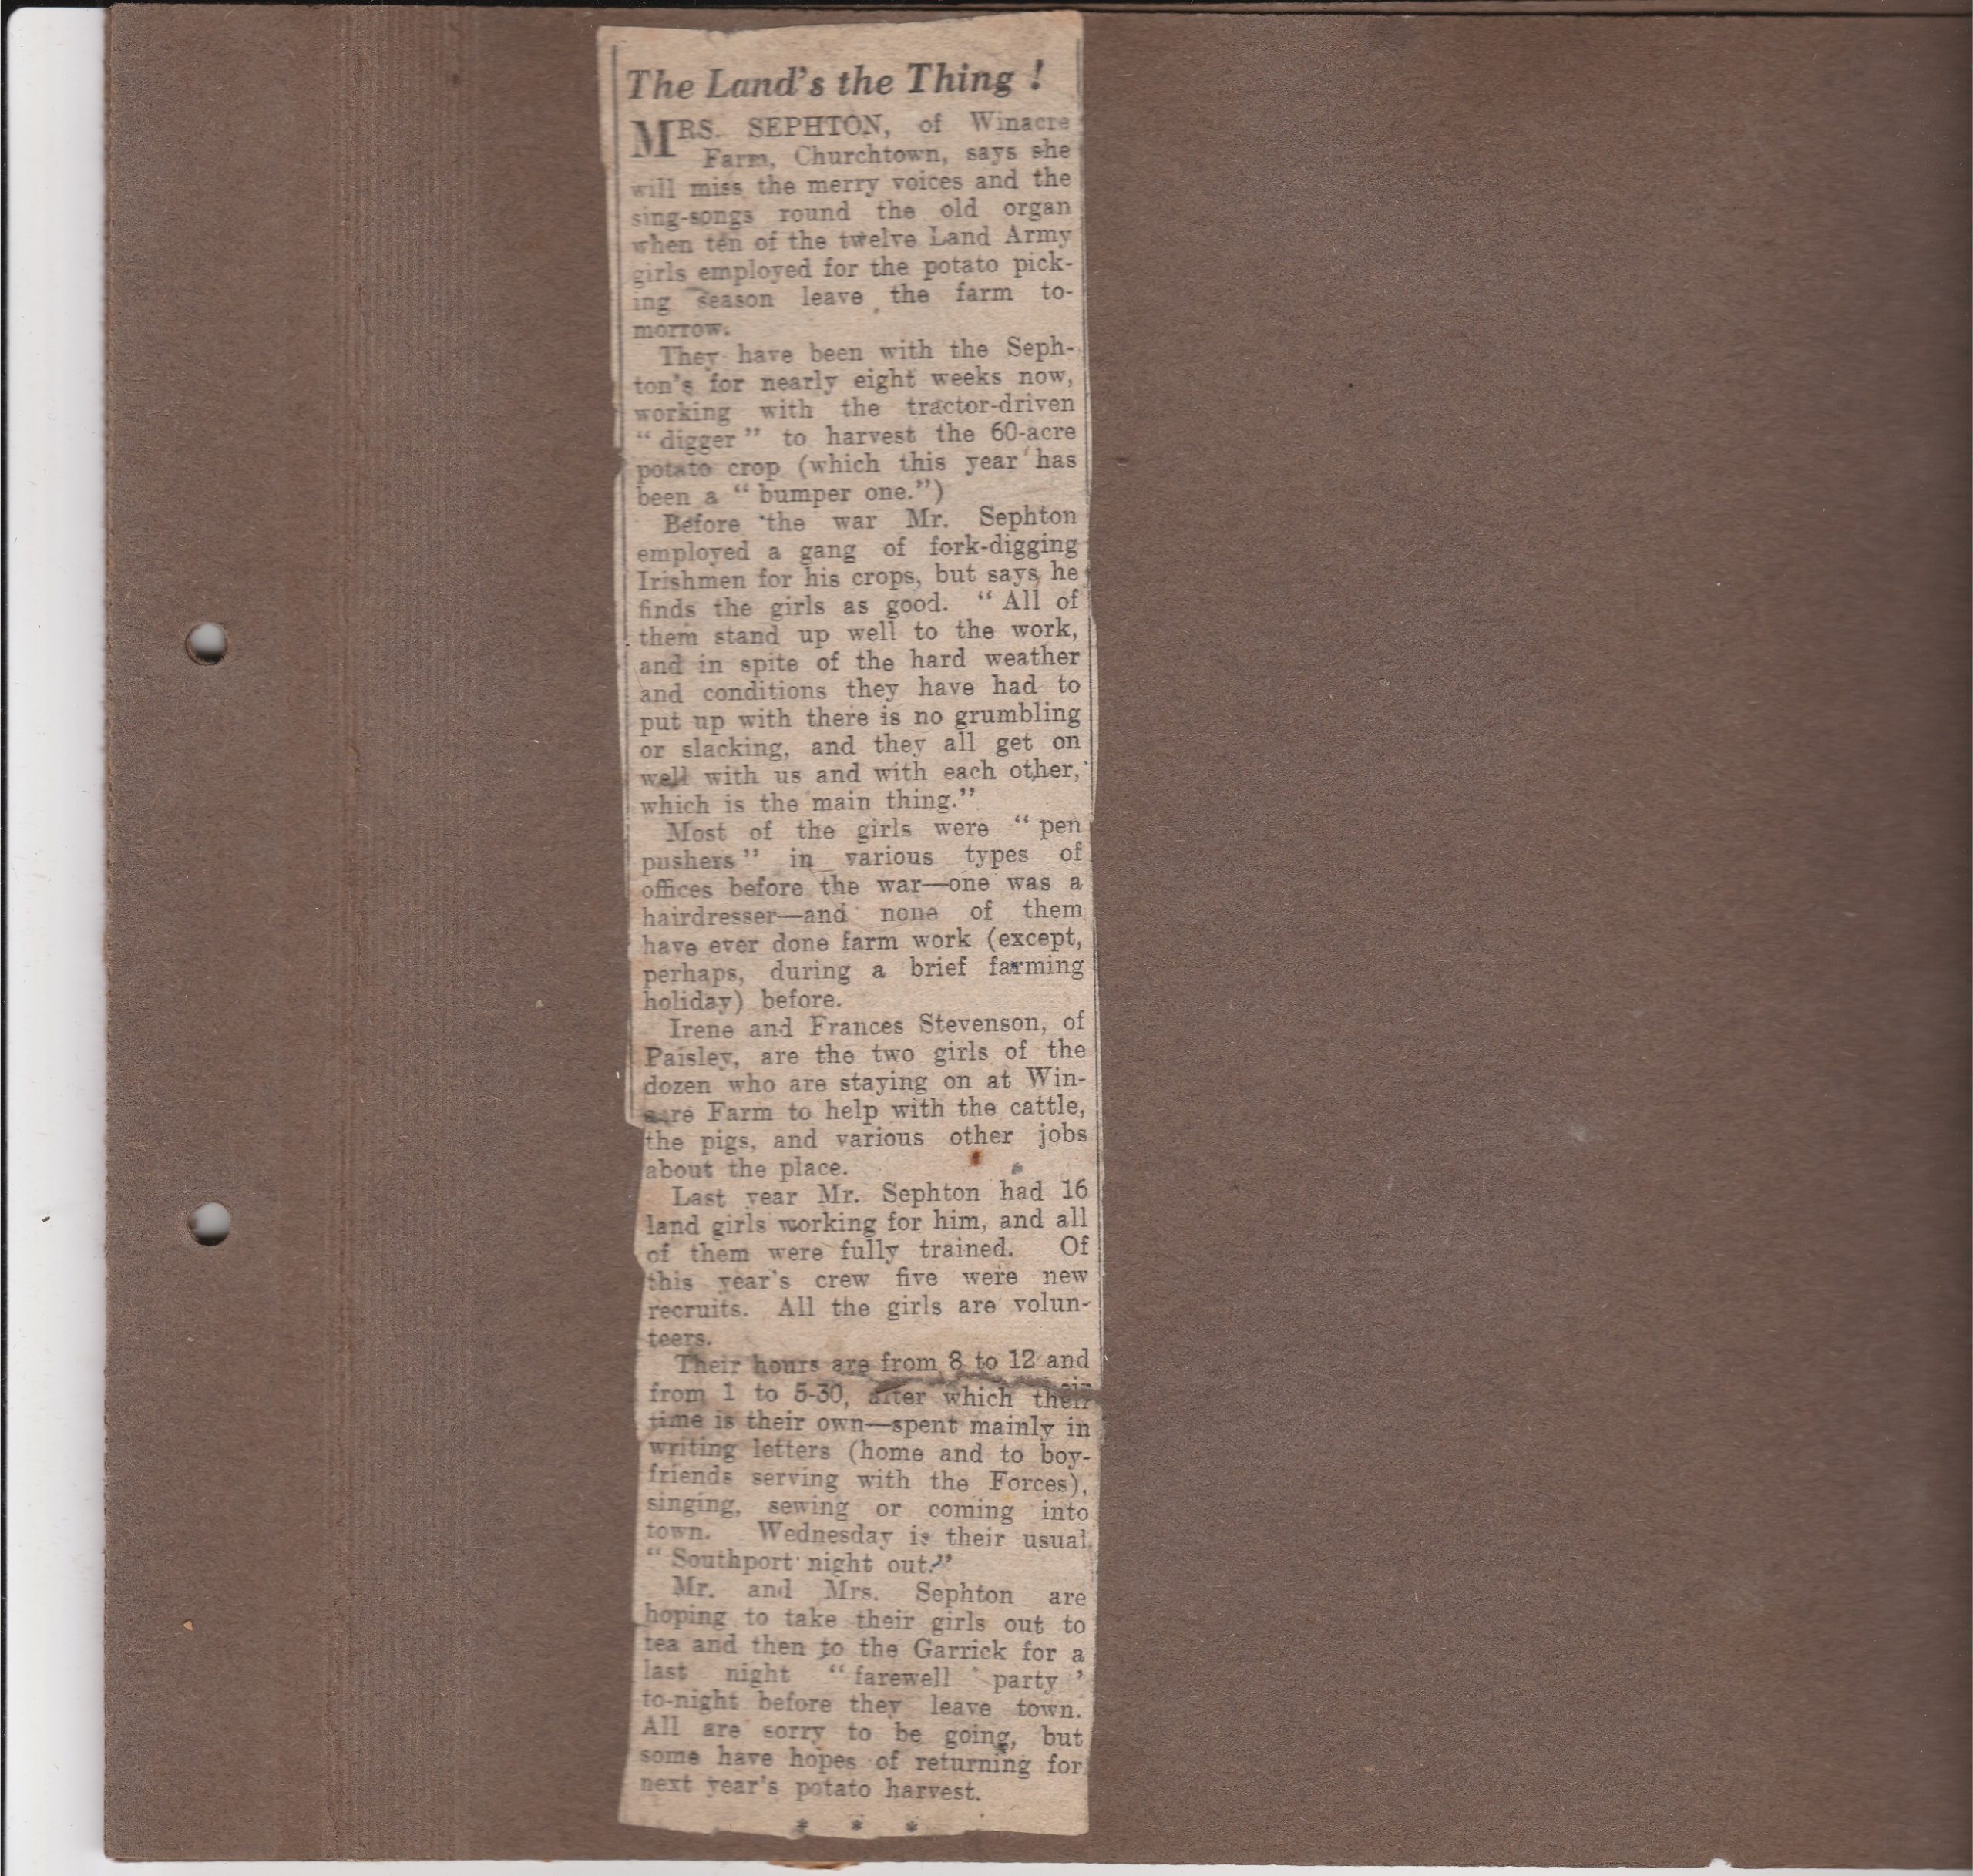 The Land's the Thing !
MRS. SEPHTON, of Winacre
Farm, Churchtown, says she
will miss the merry voices and the
sing-songs round the old organ
when ten of the twelve Land Army
girls employed for the potato pick-
ing season leave the farm to-
morrow.
They have been with the Seph-
ton's for nearly eight weeks now,
working with the tractor-driven
“ digger ” to harvest the 60-acre
potato crop (which this year has
been a “ bumper one.”)
Before the war Mr. Sephton
employed a gang of fork-digging
Irishmen for his crops, but says he
finds the girls as good. “ All of
them stand up well to the work,
and in spite of the hard weather
and conditions they have had to
put up with there is no grumbling
or slacking, and they all get on
well with us and with each other,
which is the main thing.”
Most of the girls were “ pen
pushers ” in various types of
offices before the war—one was a
hairdresser—and none of them
have ever done farm work (except,
perhaps, during a brief farming
holiday) before.
Irene and Frances Stevenson, of
Paisley, are the two girls of the
dozen who are staying on at Win-
acre Farm to help with the cattle,
the pigs, and various other jobs
about the place.
Last year Mr. Sephton had 16
land girls working for him, and all
of them were fully trained. Of
this year's crew five were new
recruits. All the girls are volun-
teers.
Their hours are from 8 to 12 and
from 1 to 5-30, after which their
time is their own—spent mainly in
writing letters (home and to boy-
friends serving with the Forces),
singing, sewing or coming into
town. Wednesday is their usual
“ Southport night out.”
Mr. and Mrs. Sephton are
hoping to take their girls out to
tea and then to the Garrick for a
last night “ farewell party ’
to-night before they leave town.
All are sorry to be going, but
some have hopes of returning for
next year's potato harvest.
* * *